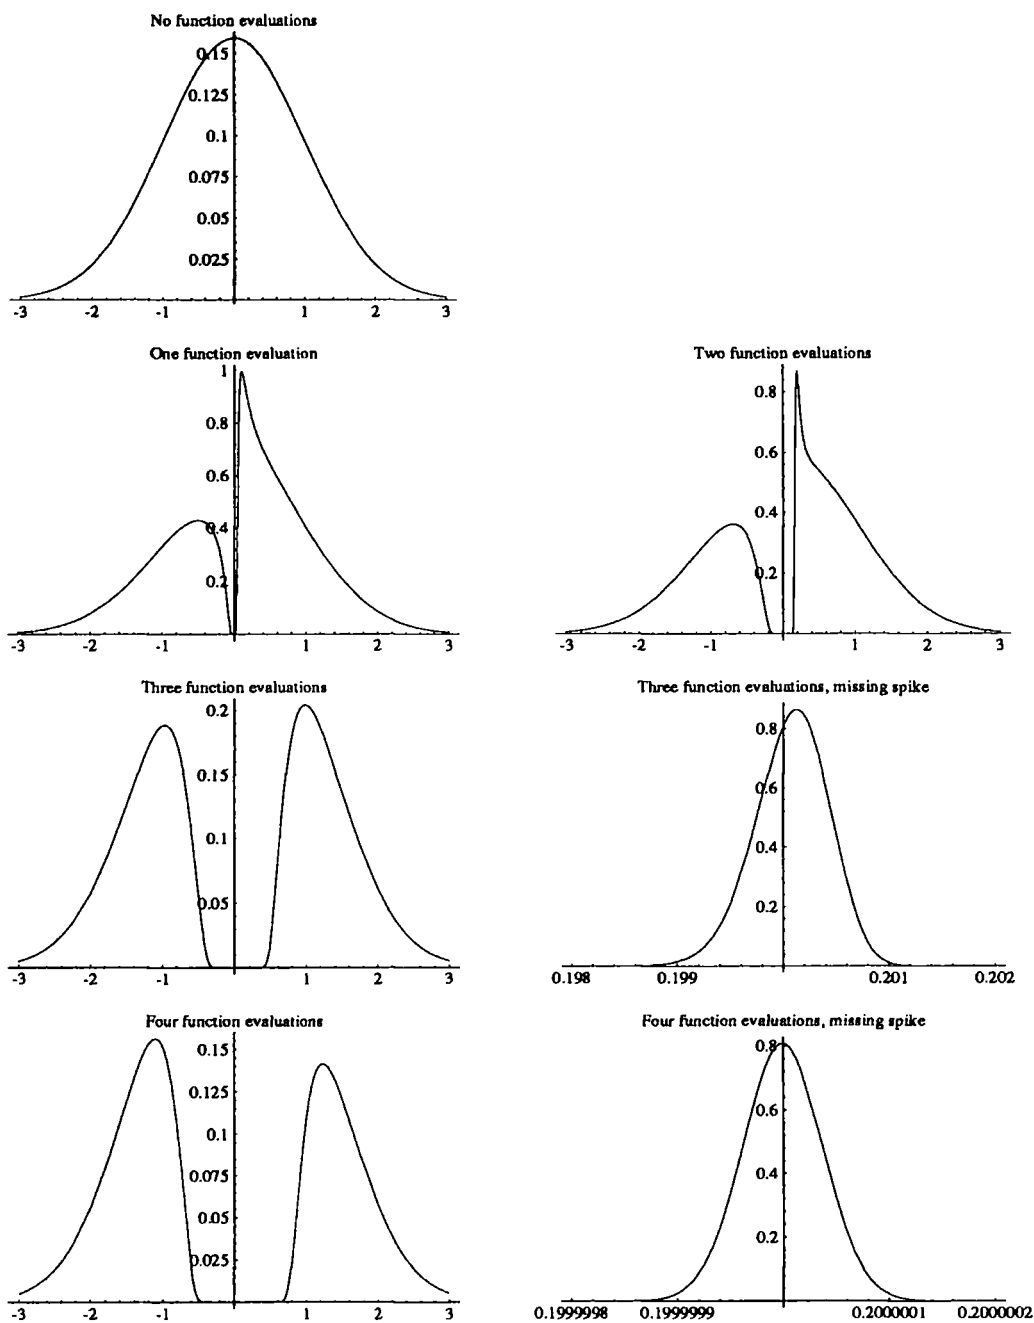 No function evaluations
0.15
0.125
0.1
0.075
0.05
0.025
-3 -2 -1 1 2 3
One function evaluation
1
0.8
0.6
0.4
0.2
-3 -2 -1 1 2 3
Two function evaluations
0.8
0.6
0.4
0.2
-3 -2 -1 1 2 3
Three function evaluations
0.2
0.15
0.1
0.05
-3 -2 -1 1 2 3
Three function evaluations, missing spike
0.8
0.6
0.4
0.2
0.198 0.199 0.201 0.202
Four function evaluations
0.15
0.125
0.1
0.075
0.05
0.025
-3 -2 -1 1 2 3
Four function evaluations, missing spike
0.8
0.6
0.4
0.2
0.1999998 0.1999999 0.2000001 0.2000002